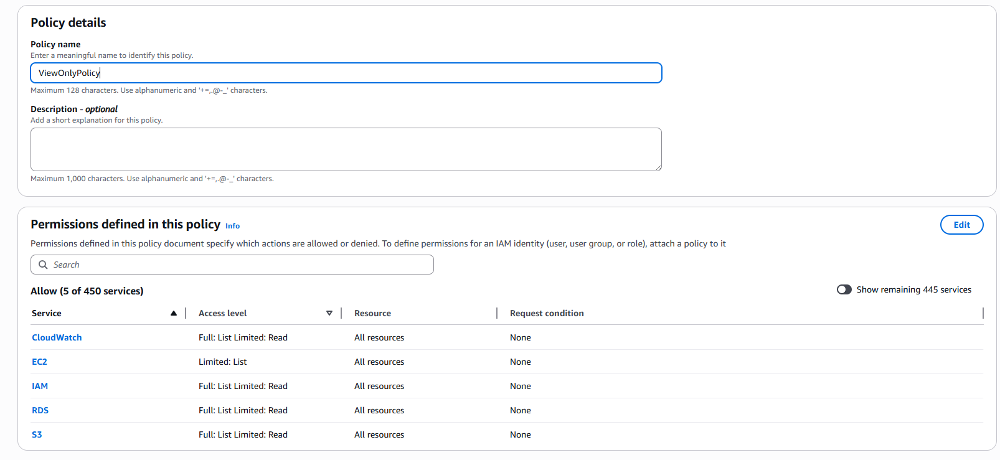 Policy details
Policy name
Enter a meaningful name to identify this policy.
ViewOnlyPolicy
Maximum 128 characters. Use alphanumeric and '+=,.@-_' characters.
Description - optional
Add a short explanation for this policy.
Maximum 1,000 characters. Use alphanumeric and '+=,.@-_' characters.
Permissions defined in this policy Info
Edit
Permissions defined in this policy document specify which actions are allowed or denied. To define permissions for an IAM identity (user, user group, or role), attach a policy to it
Search
Allow (5 of 450 services)
Show remaining 445 services
Service Access level Resource Request condition
CloudWatch Full: List Limited: Read All resources None
EC2 Limited: List All resources None
IAM Full: List Limited: Read All resources None
RDS Full: List Limited: Read All resources None
S3 Full: List Limited: Read All resources None